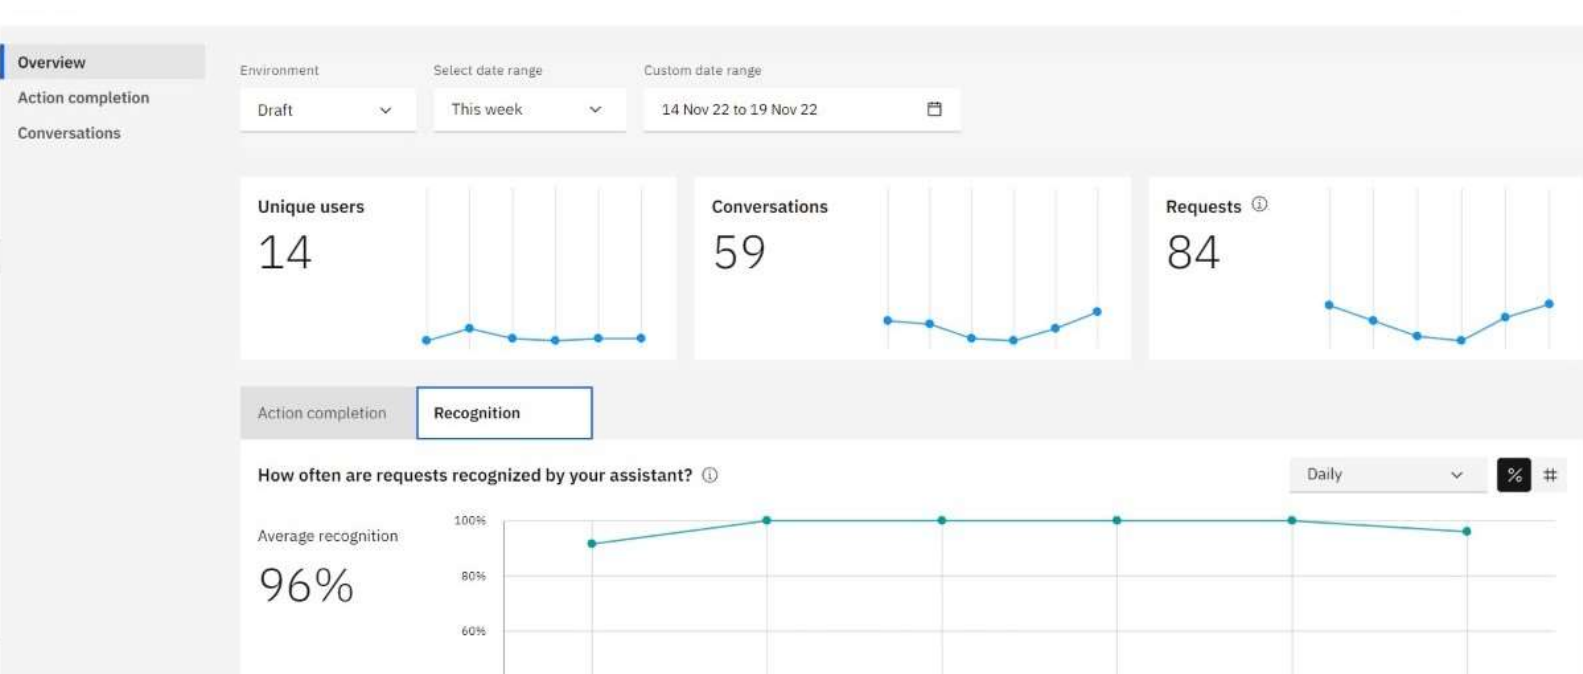 Overview
Action completion
Conversations
Environment
Select date range
Custom date range
Draft
This week
14 Nov 22 to 19 Nov 22
Unique users
14
Conversations
59
Requests
84
Action completion
Recognition
How often are requests recognized by your assistant?
Daily
%
#
Average recognition
96%
100%
80%
60%